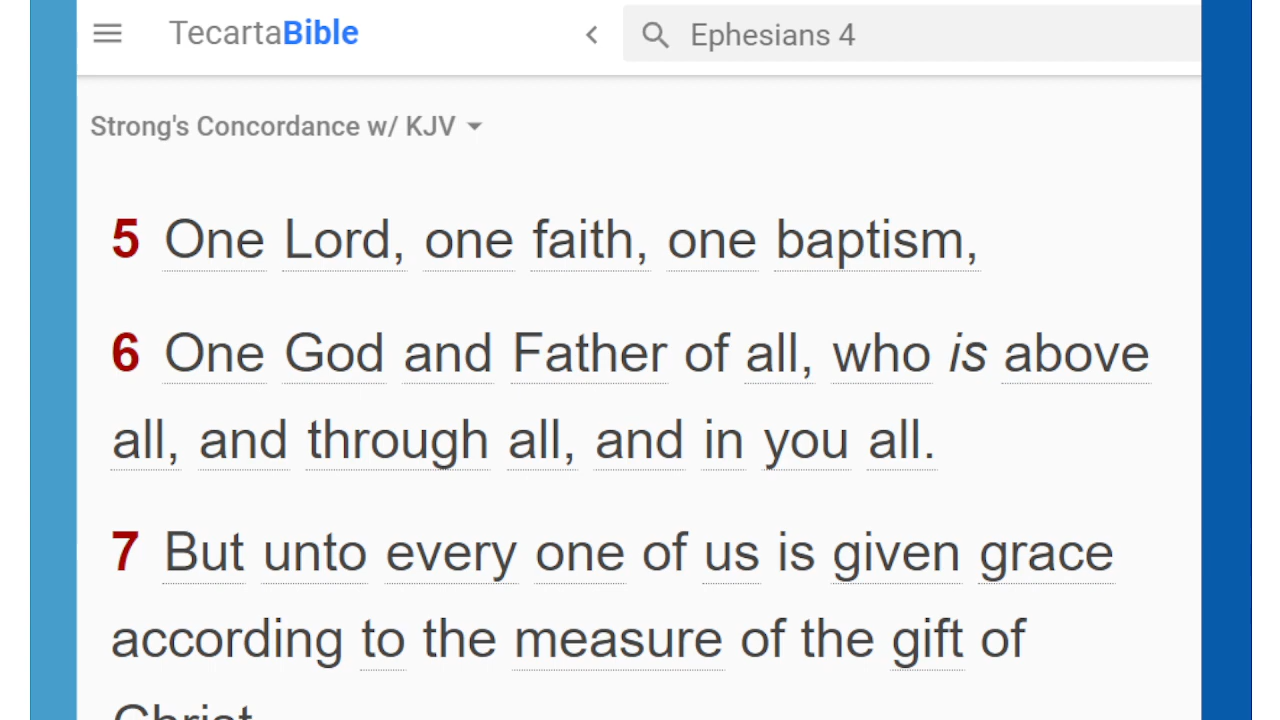 TecartaBible
Ephesians 4
Strong's Concordance w/ KJV
5 One Lord, one faith, one baptism,
6 One God and Father of all, who is above
all, and through all, and in you all.
7 But unto every one of us is given grace
according to the measure of the gift of
Christ